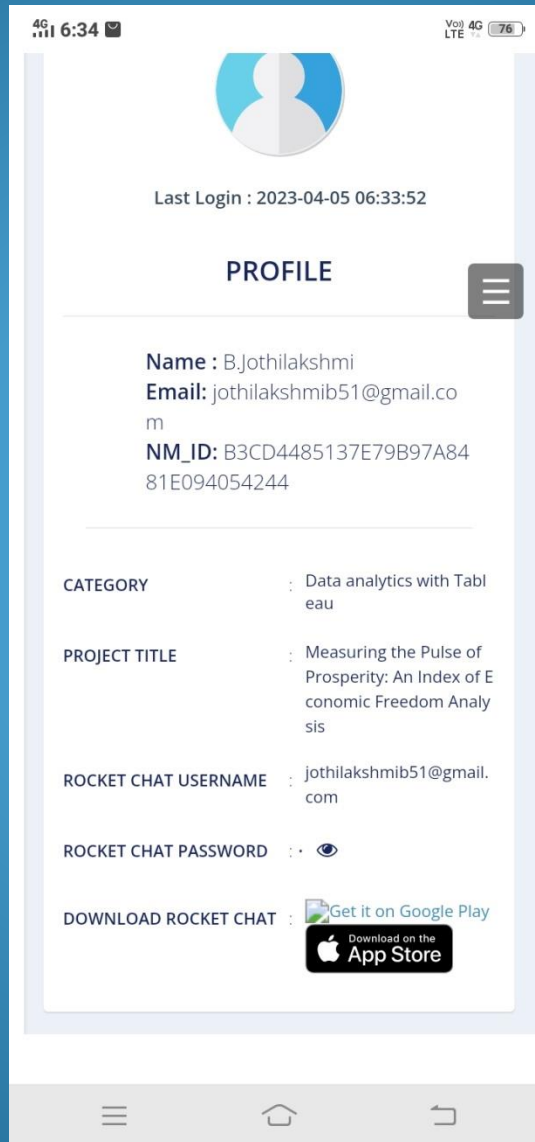 4G 6:34 Vo)) LTE 4G 76
Last Login : 2023-04-05 06:33:52
PROFILE
Name : B.Jothilakshmi
Email: jothilakshmib51@gmail.co
m
NM_ID: B3CD4485137E79B97A84
81E094054244
CATEGORY : Data analytics with Tabl
eau
PROJECT TITLE : Measuring the Pulse of
Prosperity: An Index of E
conomic Freedom Analy
sis
ROCKET CHAT USERNAME : jothilakshmib51@gmail.
com
ROCKET CHAT PASSWORD : ·
DOWNLOAD ROCKET CHAT : Get it on Google Play
Download on the
App Store